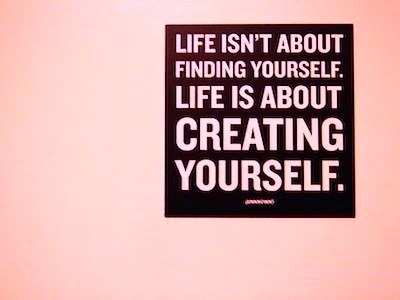 LIFE ISN'T ABOUT
FINDING YOURSELF.
LIFE IS ABOUT
CREATING
YOURSELF.